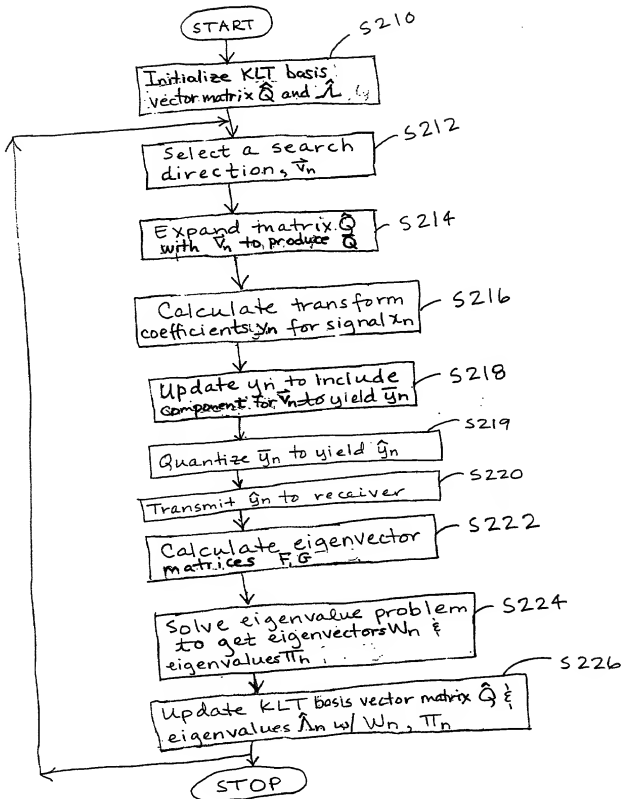 START
S210
Initialize KLT basis
vector matrix Q̂ and Λ̂
S212
Select a search
direction, v⃗n
S214
Expand matrix Q̂
with v⃗n to produce Q̄
S216
Calculate transform
coefficients yn for signal xn
S218
Update yn to include
component for v⃗n to yield ȳn
S219
Quantize ȳn to yield ŷn
S220
Transmit ŷn to receiver
S222
Calculate eigenvector
matrices F, G
S224
Solve eigenvalue problem
to get eigenvectors Wn &
eigenvalues Πn
S226
Update KLT basis vector matrix Q̂ &
eigenvalues Λ̂n w/ Wn, Πn
STOP